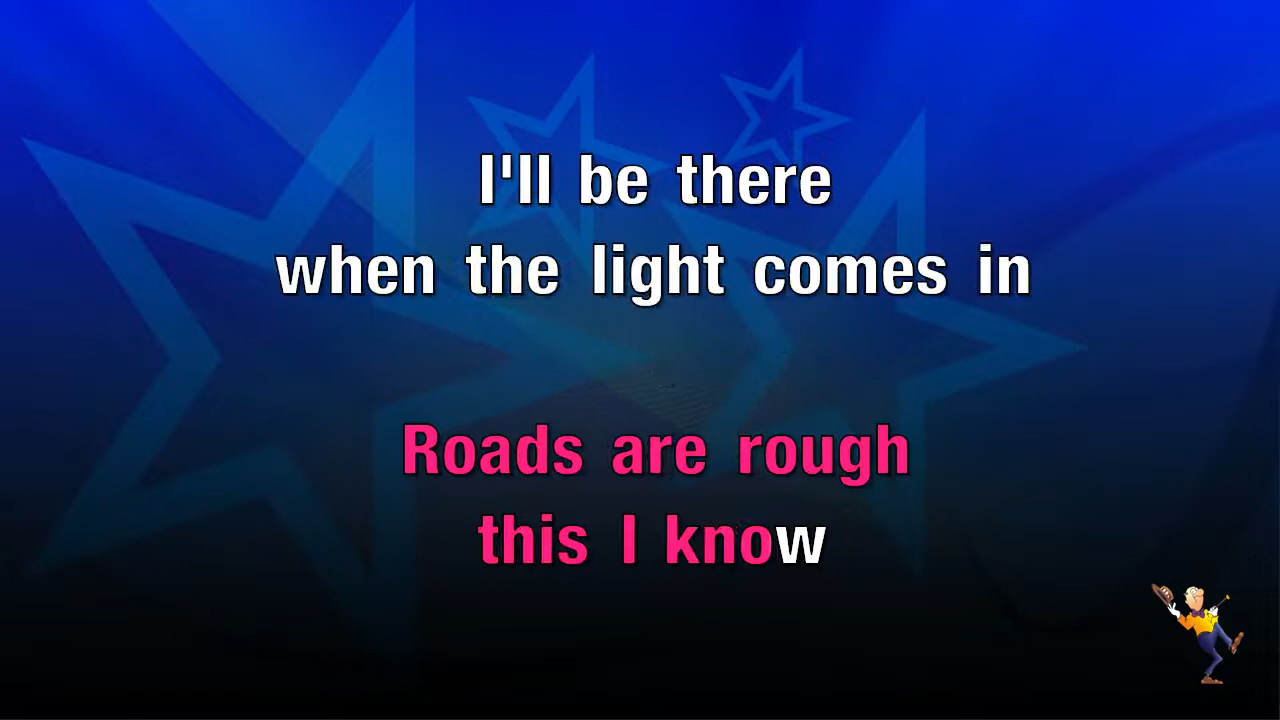 I'll be there
when the light comes in
Roads are rough
this I know